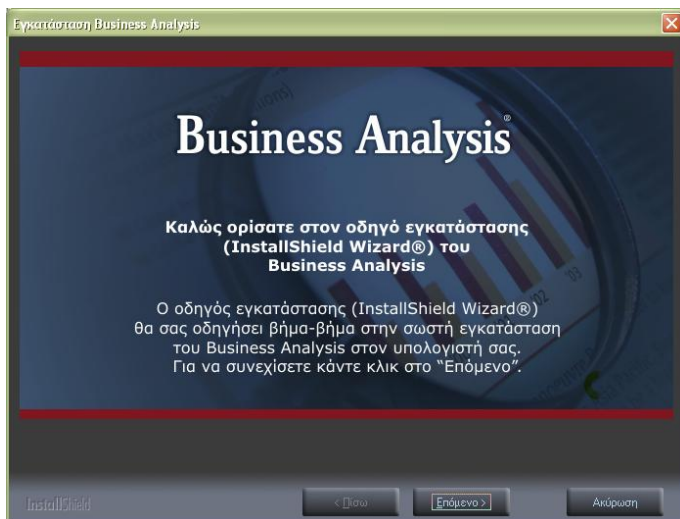 Εγκατάσταση Business Analysis
Business Analysis®
Καλώς ορίσατε στον οδηγό εγκατάστασης
(InstallShield Wizard®) του
Business Analysis
Ο οδηγός εγκατάστασης (InstallShield Wizard®)
θα σας οδηγήσει βήμα-βήμα στην σωστή εγκατάσταση
του Business Analysis στον υπολογιστή σας.
Για να συνεχίσετε κάντε κλικ στο “Επόμενο”.
'02 '03
InstallShield
< Πίσω
Επόμενο >
Ακύρωση